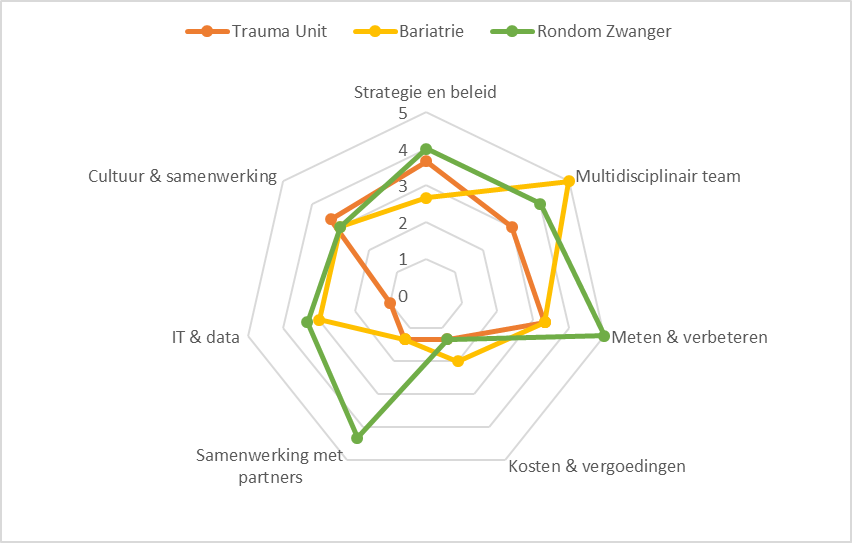 Trauma Unit
Bariatrie
Rondom Zwanger
Strategie en beleid
5
4
3
2
1
0
Cultuur & samenwerking
Multidisciplinair team
IT & data
Meten & verbeteren
Samenwerking met
partners
Kosten & vergoedingen